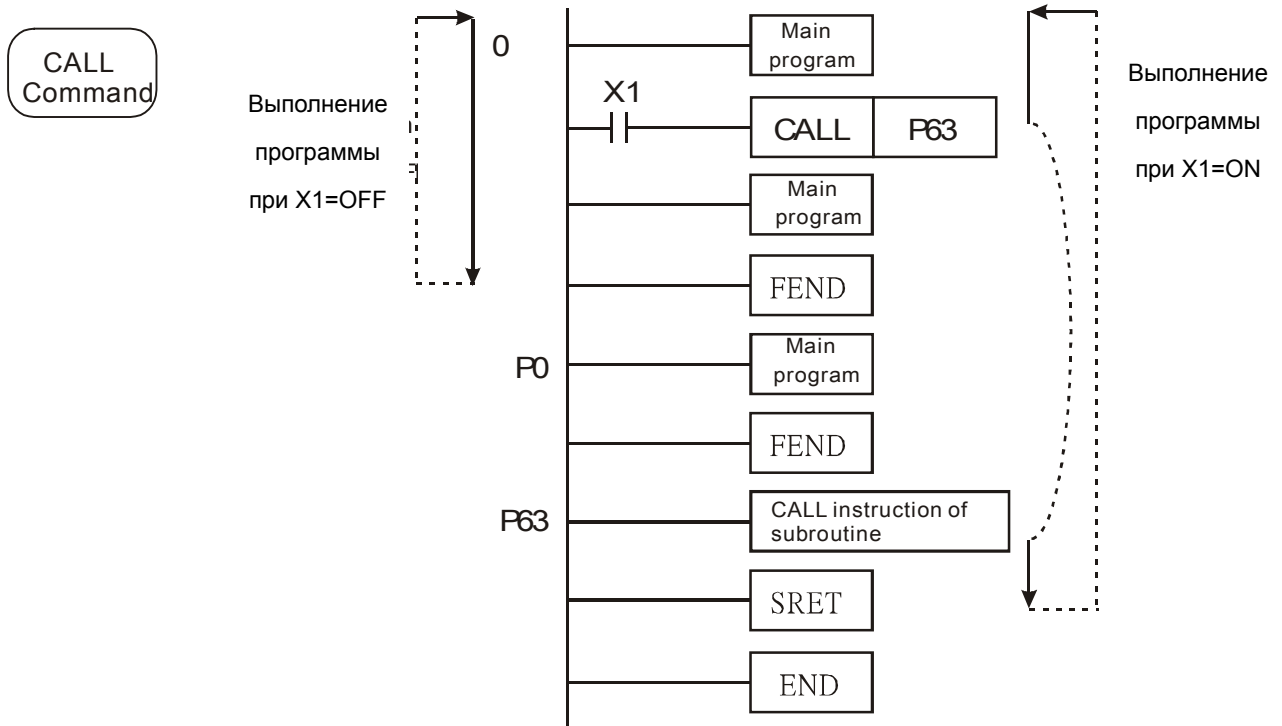 CALL
Command
Выполнение
программы
при X1=OFF
0
Main
program
X1
CALL P63
Main
program
FEND
P0
Main
program
FEND
P63
CALL instruction of
subroutine
SRET
END
Выполнение
программы
при X1=ON